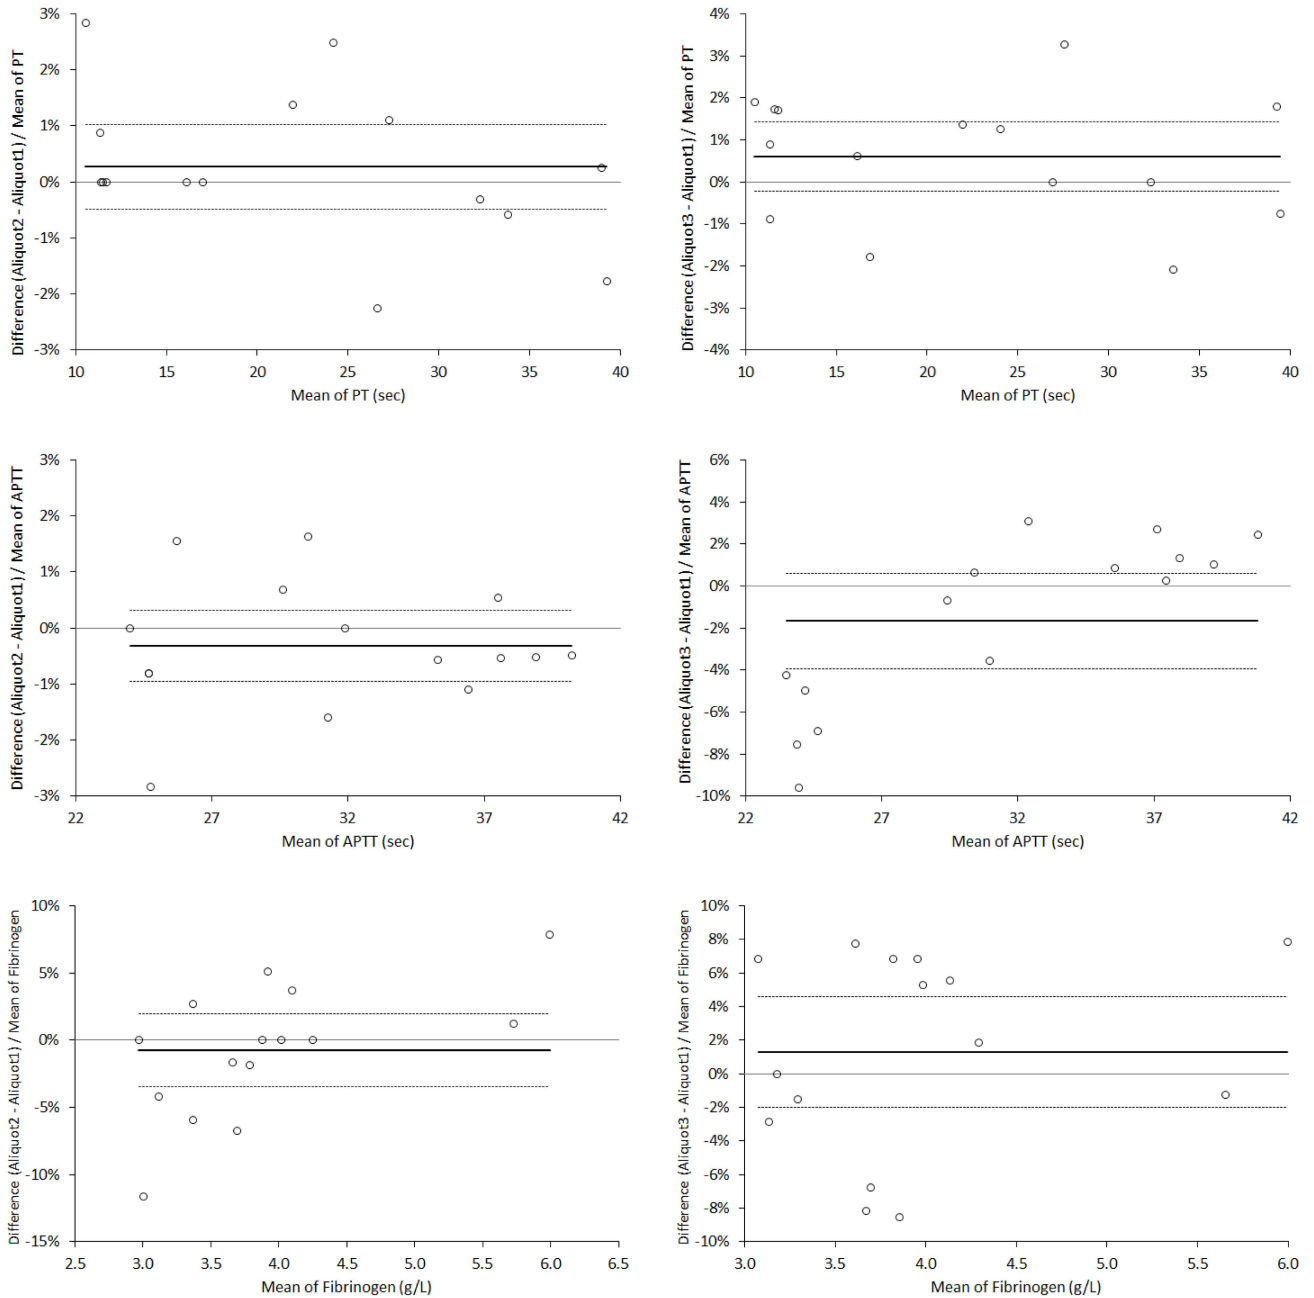 Difference (Aliquot2 - Aliquot1) / Mean of PT
3%
2%
1%
0%
-1%
-2%
-3%
10 15 20 25 30 35 40
Mean of PT (sec)
Difference (Aliquot3 - Aliquot1) / Mean of PT
4%
3%
2%
1%
0%
-1%
-2%
-3%
-4%
10 15 20 25 30 35 40
Mean of PT (sec)
Difference (Aliquot2 - Aliquot1) / Mean of APTT
3%
2%
1%
0%
-1%
-2%
-3%
22 27 32 37 42
Mean of APTT (sec)
Difference (Aliquot3 - Aliquot1) / Mean of APTT
6%
4%
2%
0%
-2%
-4%
-6%
-8%
-10%
22 27 32 37 42
Mean of APTT (sec)
Difference (Aliquot2 - Aliquot1) / Mean of Fibrinogen
10%
5%
0%
-5%
-10%
-15%
2.5 3.0 3.5 4.0 4.5 5.0 5.5 6.0 6.5
Mean of Fibrinogen (g/L)
Difference (Aliquot3 - Aliquot1) / Mean of Fibrinogen
10%
8%
6%
4%
2%
0%
-2%
-4%
-6%
-8%
-10%
3.0 3.5 4.0 4.5 5.0 5.5 6.0
Mean of Fibrinogen (g/L)